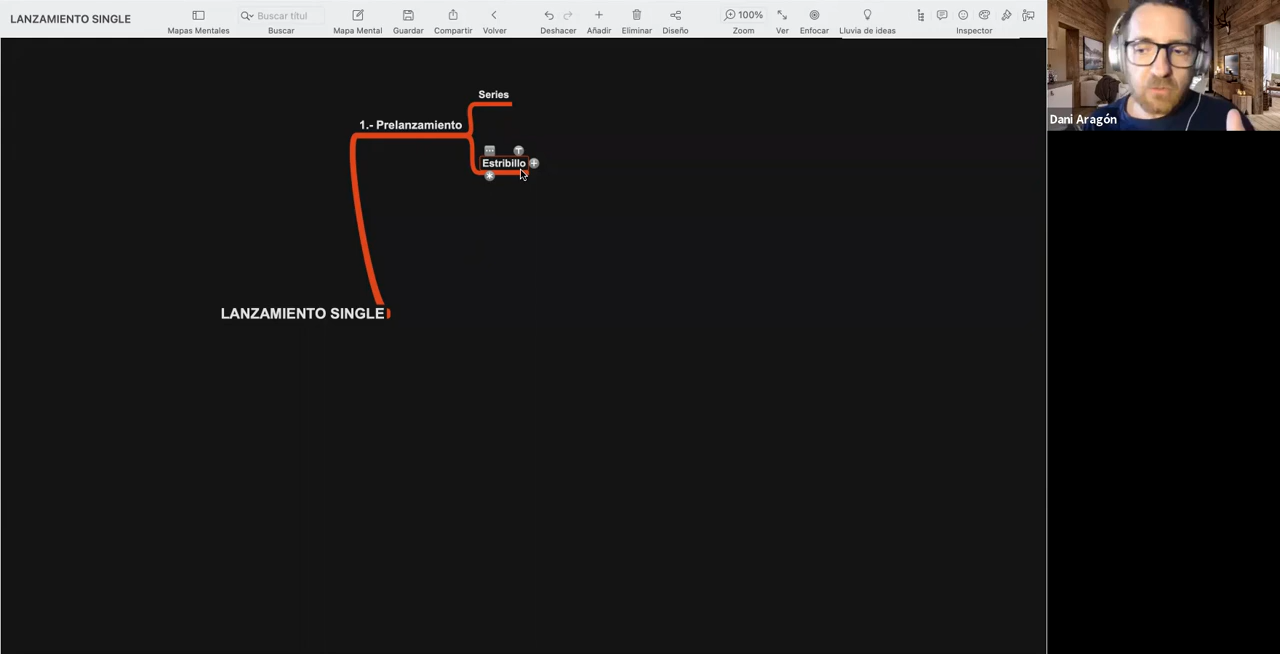 LANZAMIENTO SINGLE
Mapas Mentales
Buscar títul
Buscar
Mapa Mental
Guardar
Compartir
Volver
Deshacer
Añadir
Eliminar
Diseño
100%
Zoom
Ver
Enfocar
Lluvia de ideas
Inspector
Dani Aragón
Series
1.- Prelanzamiento
Estribillo
LANZAMIENTO SINGLE